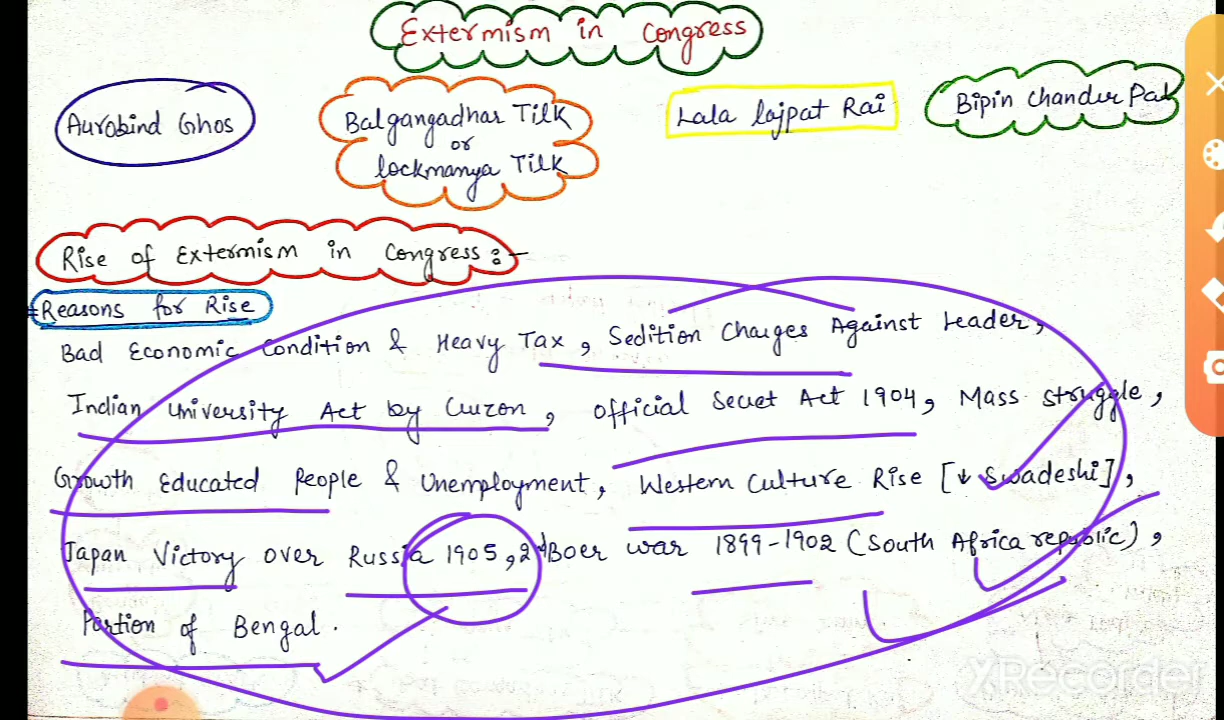 Extermism in Congress
Aurobind Ghos
Balgangadhar Tilk
or
lockmanya Tilk
Lala lajpat Rai
Bipin Chander Pal
Rise of Extermism in Congress :-
Reasons for Rise
Bad Economic Condition & Heavy Tax, Sedition Charges Against Leader,
Indian University Act by Curzon, Official Secret Act 1904, Mass struggle,
Growth Educated People & Unemployment, Western Culture Rise [↓ Swadeshi],
Japan Victory over Russia 1905, 2nd Boer war 1899-1902 (South Africa republic),
Partion of Bengal.
XRecorder